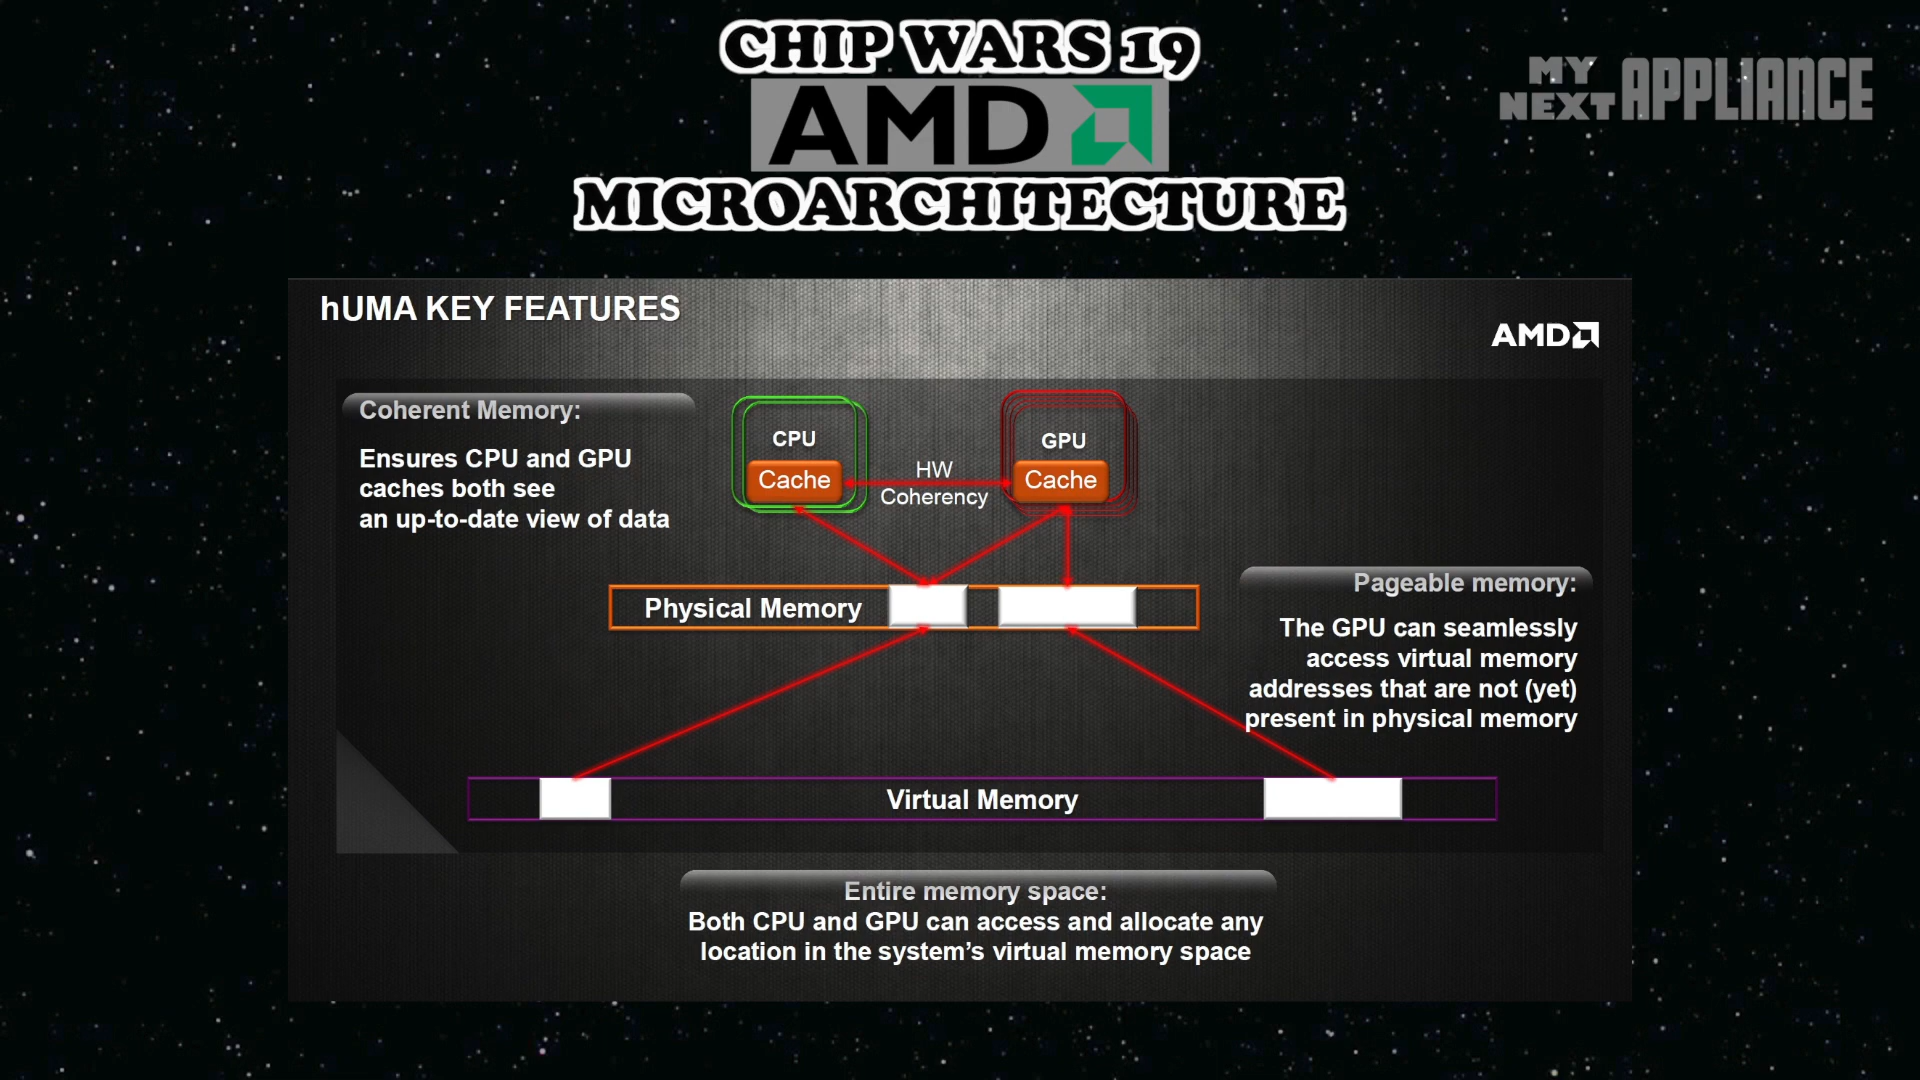 CHIP WARS 19
AMD
MICROARCHITECTURE
MY NEXT APPLIANCE
hUMA KEY FEATURES
AMD
Coherent Memory:
Ensures CPU and GPU
caches both see
an up-to-date view of data
CPU
Cache
HW
Coherency
GPU
Cache
Physical Memory
Pageable memory:
The GPU can seamlessly
access virtual memory
addresses that are not (yet)
present in physical memory
Virtual Memory
Entire memory space:
Both CPU and GPU can access and allocate any
location in the system’s virtual memory space